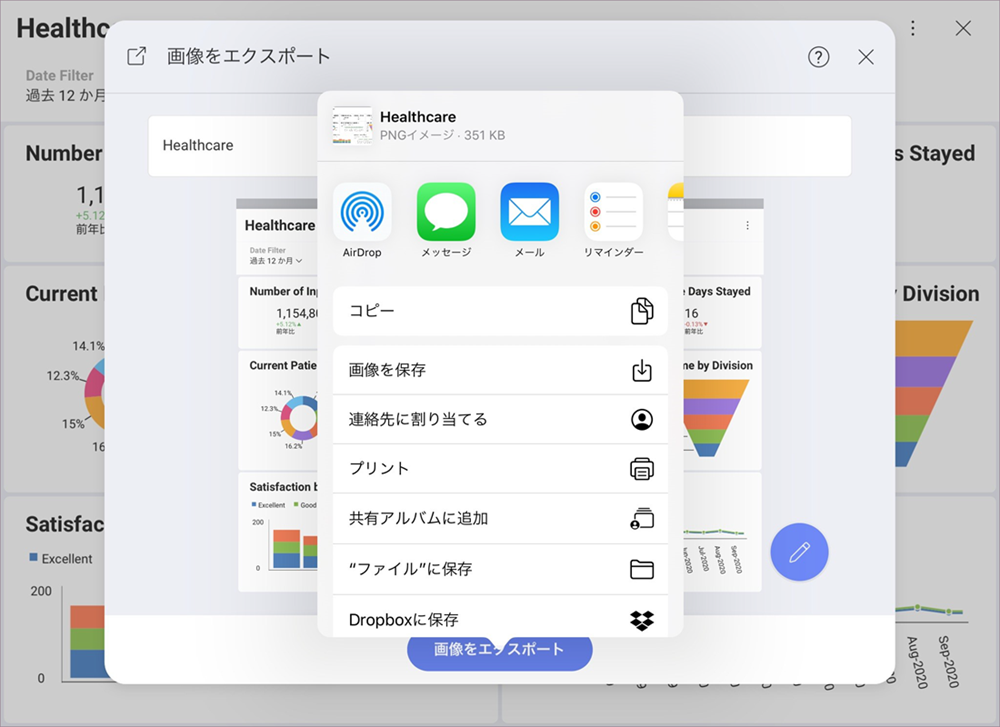 Healthc
Date Filter
過去 12 か月
画像をエクスポート
?
Healthcare
Healthcare
PNGイメージ · 351 KB
AirDrop
メッセージ
メール
リマインダー
コピー
画像を保存
連絡先に割り当てる
プリント
共有アルバムに追加
“ファイル”に保存
Dropboxに保存
画像をエクスポート
Number
1,1
+5.12
前年比
s Stayed
Current
Division
14.1%
12.3%
15%
16
Satisfac
Excellent
200
0
Aug-2020
Sep-2020
Healthcare
Date Filter
過去 12 か月
Number of In
1,154,8
+5.12%▲
前年比
e Days Stayed
16
-0.13%▼
前年比
Current Patie
14.1%
12.3%
15%
16.2%
me by Division
Satisfaction b
Excellent
Good
200
0
Jul-2020
Aug-2020
Sep-2020